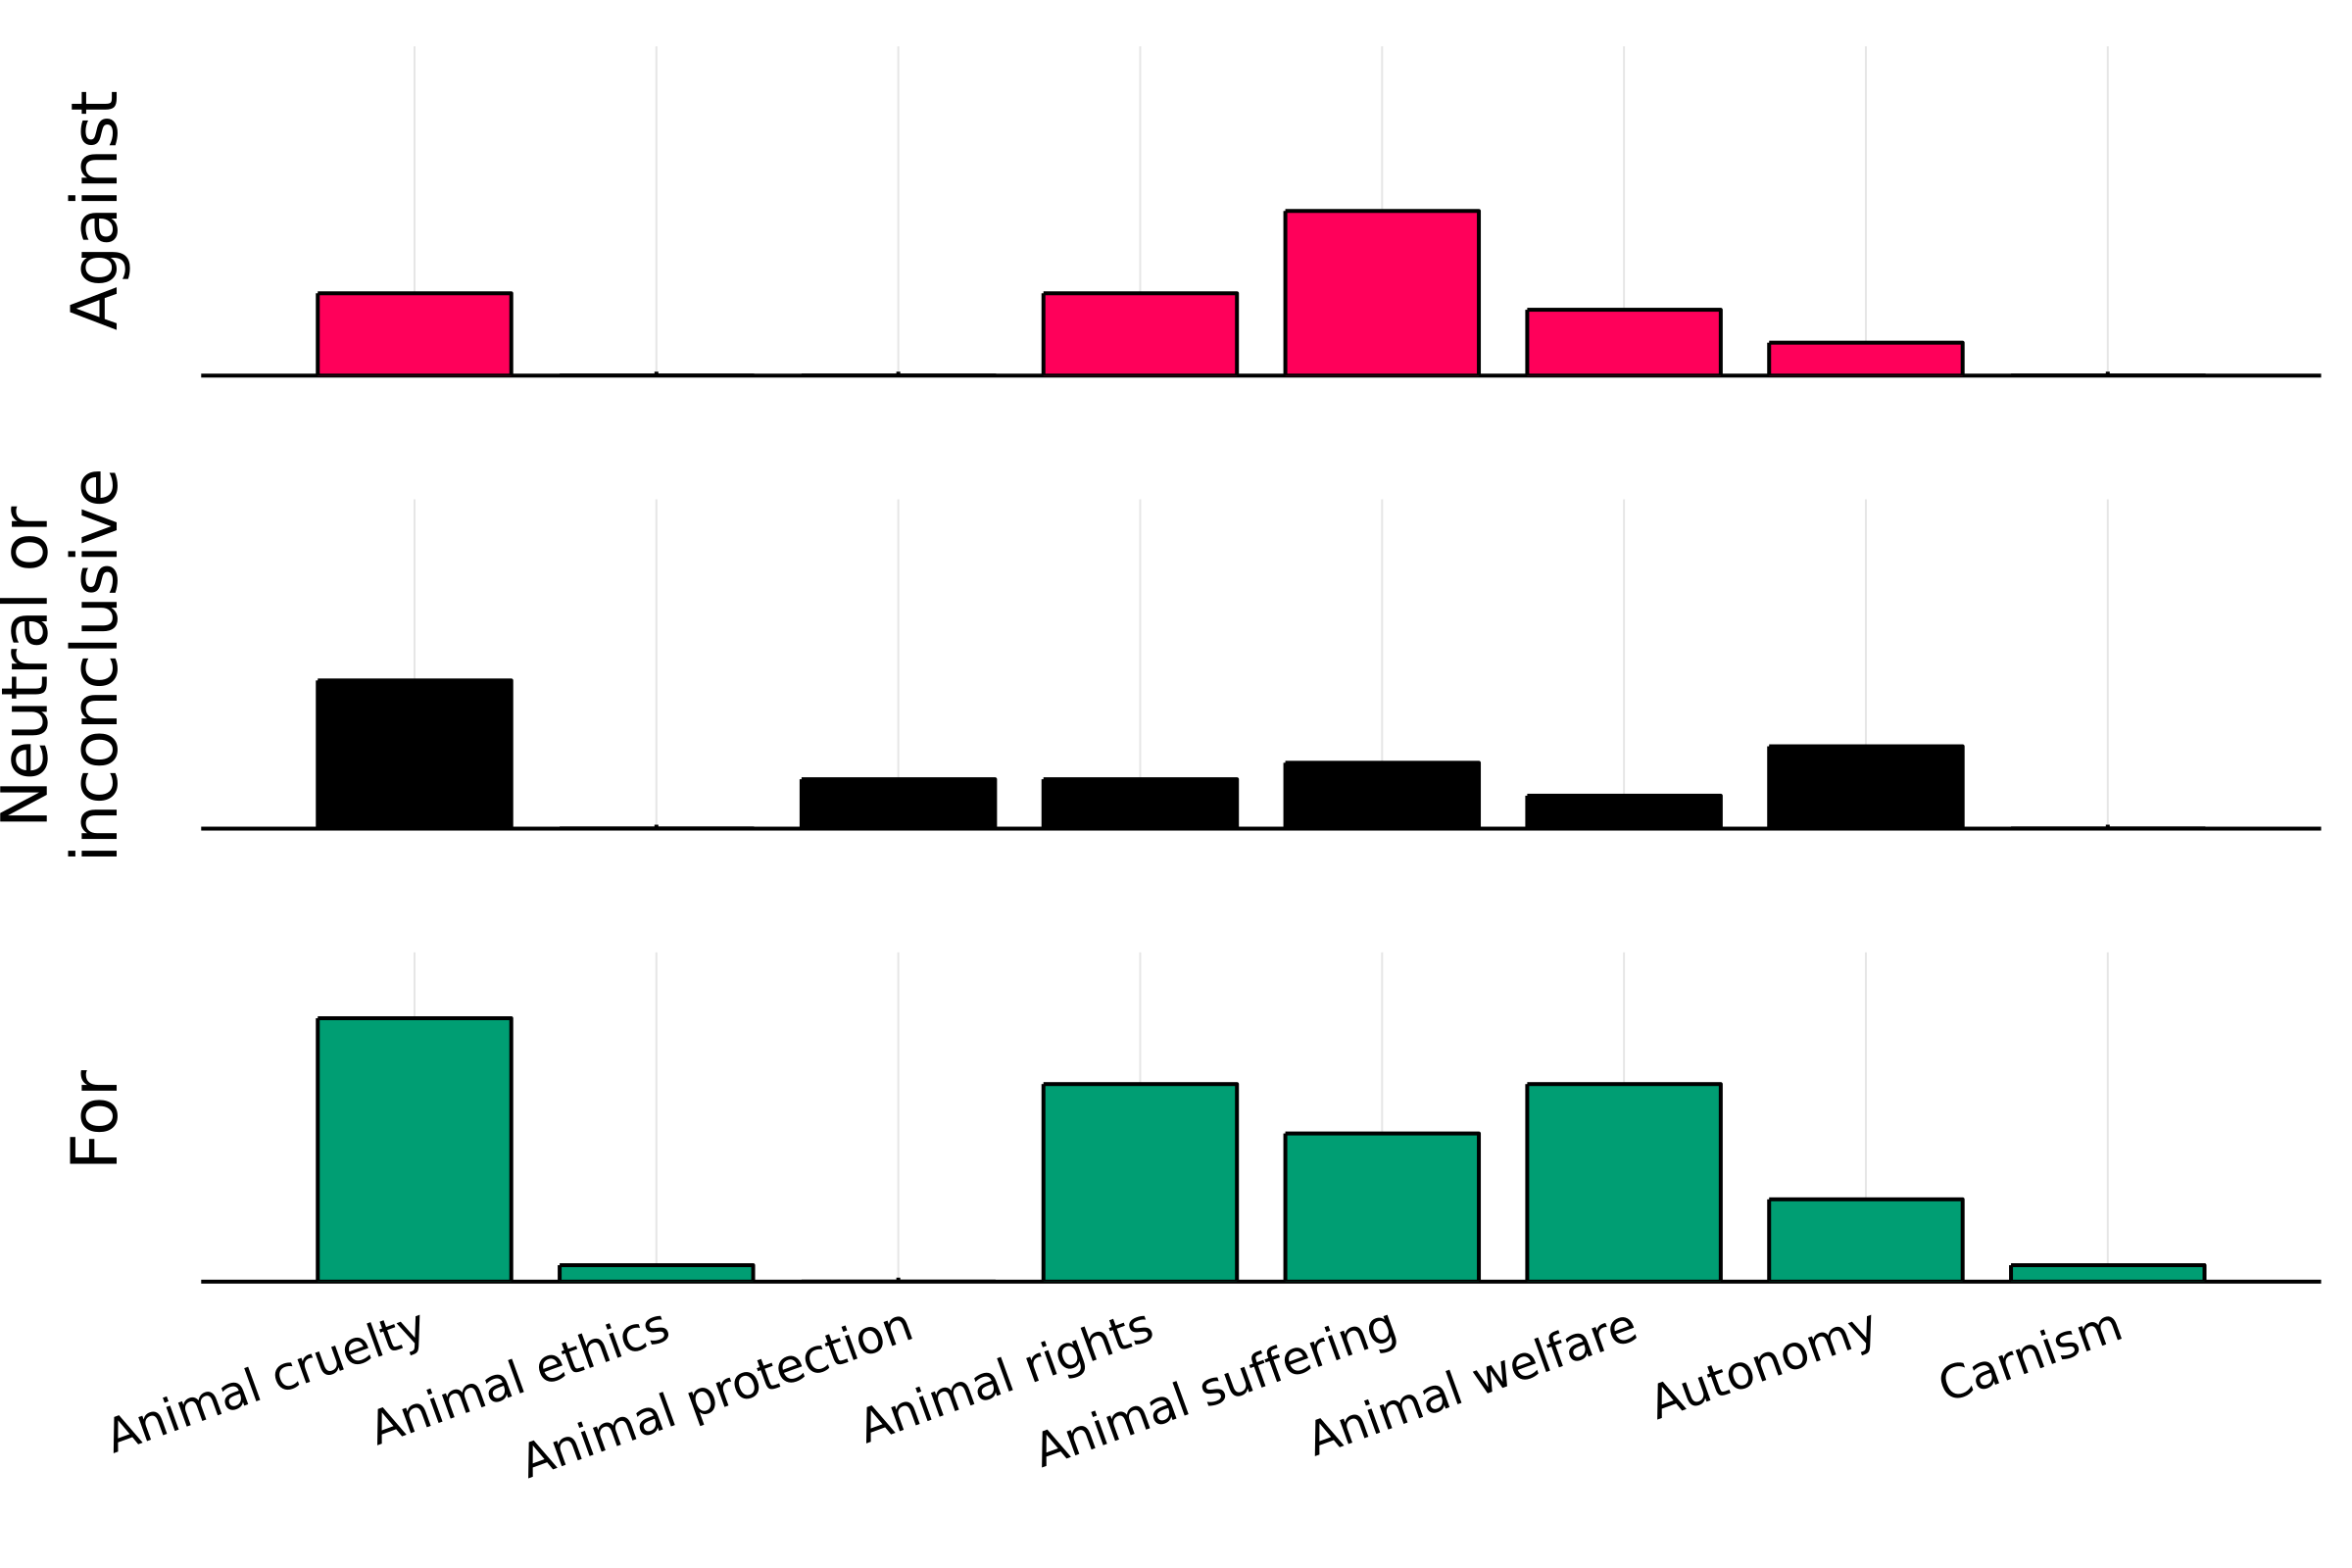 Against
Neutral or
inconclusive
For
Animal cruelty
Animal ethics
Animal protection
Animal rights
Animal suffering
Animal welfare
Autonomy
Carnism